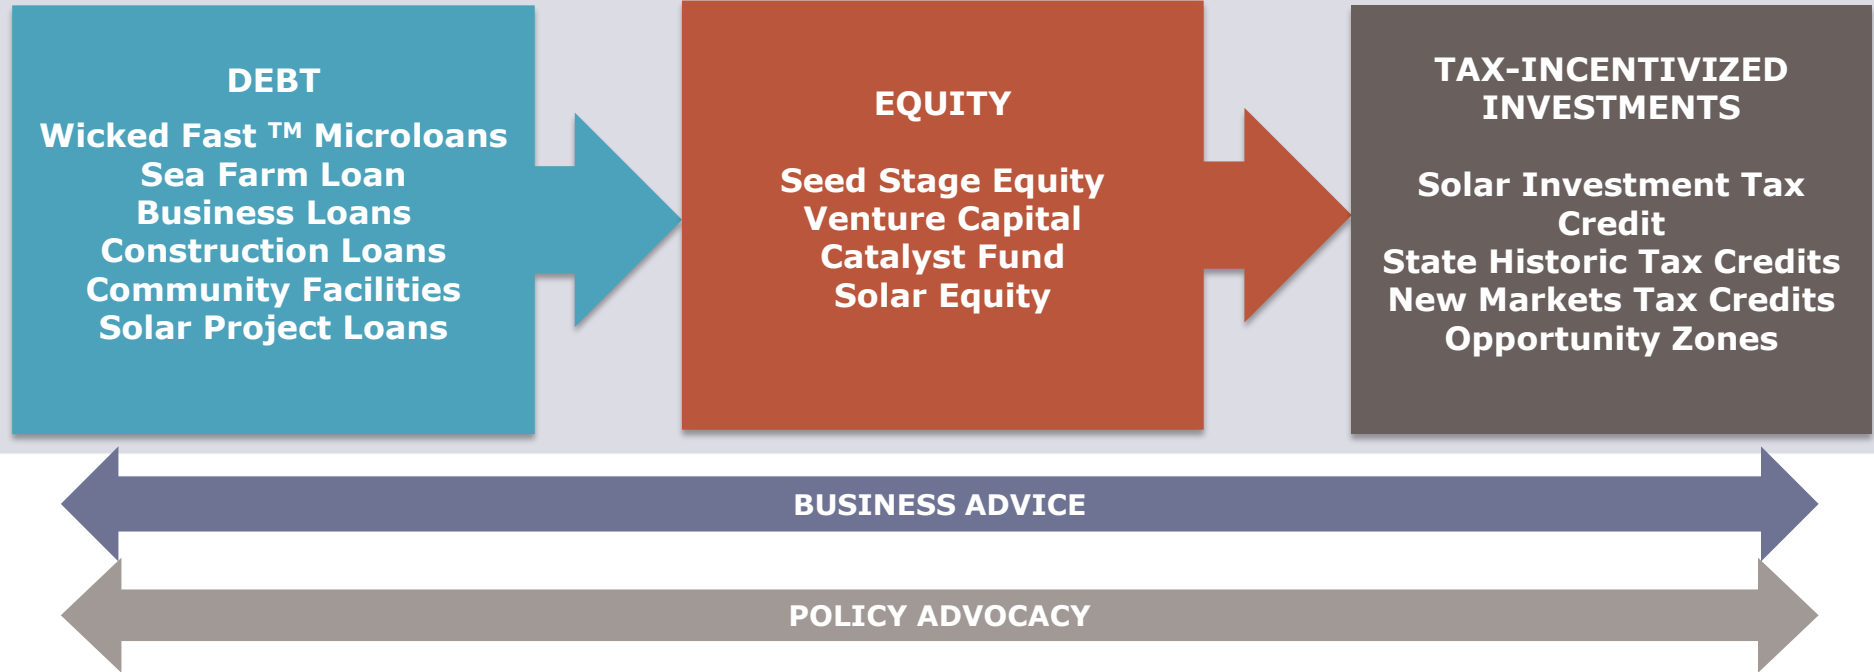 DEBT
Wicked Fast ™ Microloans
Sea Farm Loan
Business Loans
Construction Loans
Community Facilities
Solar Project Loans
EQUITY
Seed Stage Equity
Venture Capital
Catalyst Fund
Solar Equity
TAX-INCENTIVIZED
INVESTMENTS
Solar Investment Tax
Credit
State Historic Tax Credits
New Markets Tax Credits
Opportunity Zones
BUSINESS ADVICE
POLICY ADVOCACY